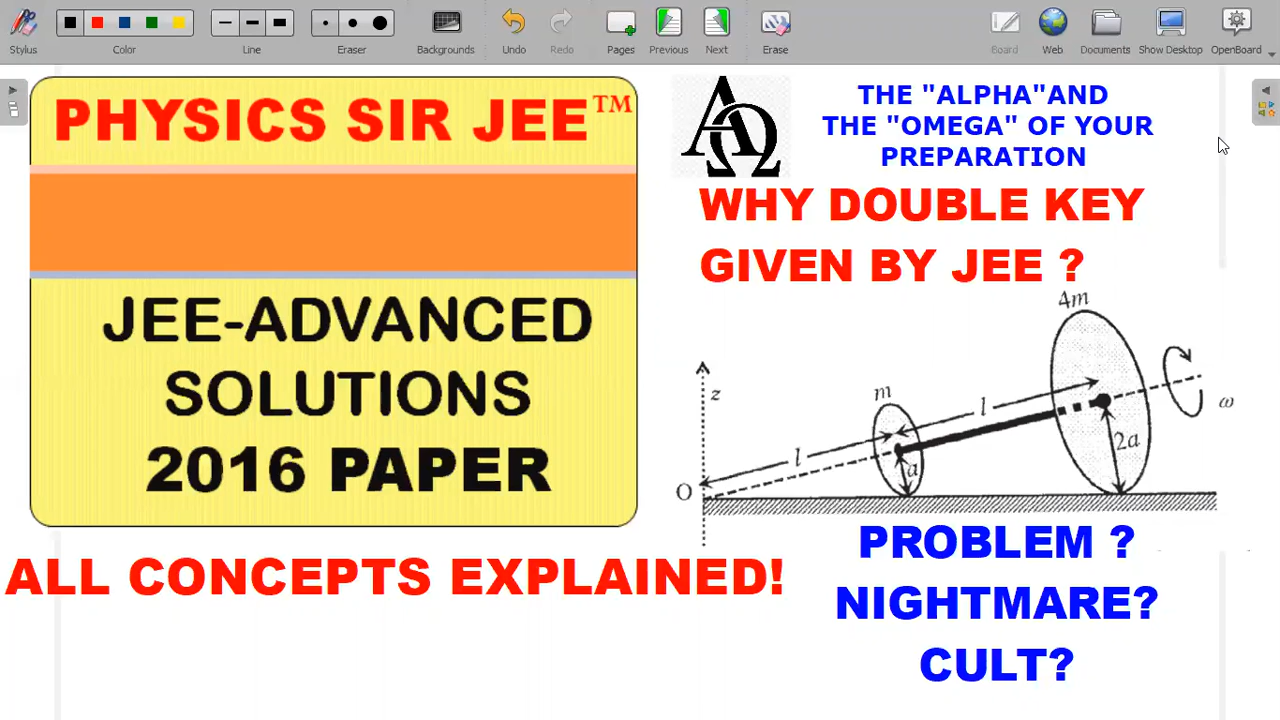 Stylus
Color
Line
Eraser
Backgrounds
Undo
Redo
Pages
Previous
Next
Erase
Board
Web
Documents
Show Desktop
OpenBoard
PHYSICS SIR JEE™
JEE-ADVANCED
SOLUTIONS
2016 PAPER
ALL CONCEPTS EXPLAINED!
ΑΩ
THE "ALPHA"AND
THE "OMEGA" OF YOUR
PREPARATION
WHY DOUBLE KEY
GIVEN BY JEE ?
4m
z
m
l
ω
l
a
2a
O
PROBLEM ?
NIGHTMARE?
CULT?